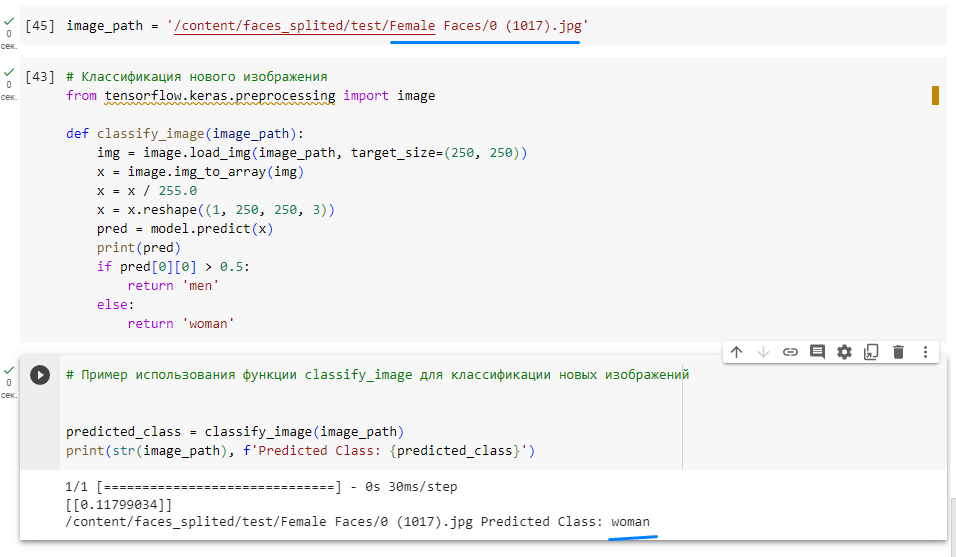 [45] image_path = '/content/faces_splited/test/Female Faces/0 (1017).jpg'
0
сек.
[43] # Классификация нового изображения
0
сек.
from tensorflow.keras.preprocessing import image
def classify_image(image_path):
img = image.load_img(image_path, target_size=(250, 250))
x = image.img_to_array(img)
x = x / 255.0
x = x.reshape((1, 250, 250, 3))
pred = model.predict(x)
print(pred)
if pred[0][0] > 0.5:
return 'men'
else:
return 'woman'
0
сек.
# Пример использования функции classify_image для классификации новых изображений
predicted_class = classify_image(image_path)
print(str(image_path), f'Predicted Class: {predicted_class}')
1/1 [==============================] - 0s 30ms/step
[[0.11799034]]
/content/faces_splited/test/Female Faces/0 (1017).jpg Predicted Class: woman